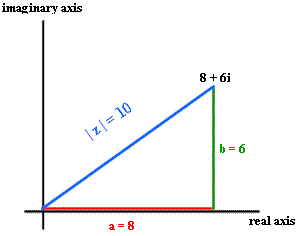 imaginary axis
8 + 6i
| z | = 10
b = 6
real axis
a = 8